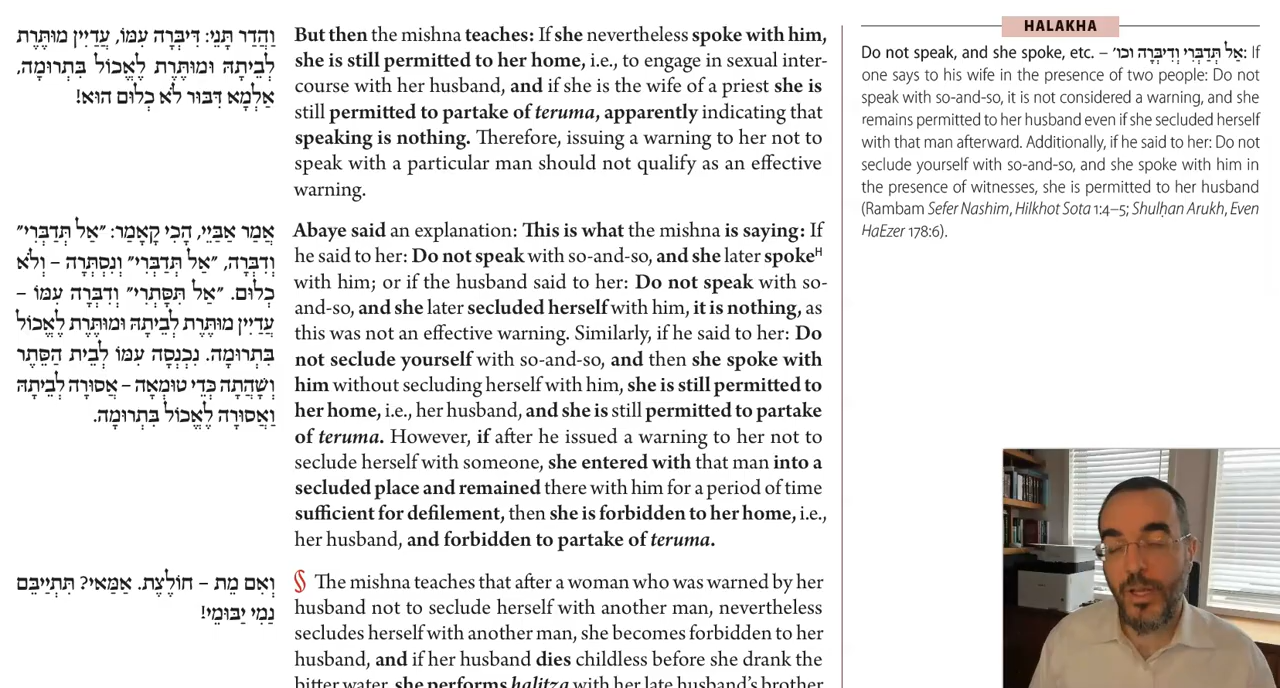 וַהֲדַר תָּנֵי: דִּיבְּרָה עִמּוֹ, עֲדַיִין מוּתֶּרֶת
לְבֵיתָהּ וּמוּתֶּרֶת לֶאֱכוֹל בִּתְרוּמָה,
אַלְמָא דִּבּוּר לֹא כְלוּם הוּא!
But then the mishna teaches: If she nevertheless spoke with him,
she is still permitted to her home, i.e., to engage in sexual inter-
course with her husband, and if she is the wife of a priest she is
still permitted to partake of teruma, apparently indicating that
speaking is nothing. Therefore, issuing a warning to her not to
speak with a particular man should not qualify as an effective
warning.
אֲמַר אַבַּיֵי, הָכִי קָאָמַר: ״אַל תְּדַבְּרִי״
וְדִבְּרָה, ״אַל תְּדַבְּרִי״ וְנִסְתְּרָה – וְלֹא
כְלוּם. ״אַל תִּסָּתְרִי״ וְדִבְּרָה עִמּוֹ –
עֲדַיִין מוּתֶּרֶת לְבֵיתָהּ וּמוּתֶּרֶת לֶאֱכוֹל
בִּתְרוּמָה. נִכְנְסָה עִמּוֹ לְבֵית הַסֵּתֶר
וְשָׁהֲתָה כְּדֵי טוּמְאָה – אֲסוּרָה לְבֵיתָהּ
וַאֲסוּרָה לֶאֱכוֹל בִּתְרוּמָה.
Abaye said an explanation: This is what the mishna is saying: If
he said to her: Do not speak with so-and-so, and she later spokeᴴ
with him; or if the husband said to her: Do not speak with so-
and-so, and she later secluded herself with him, it is nothing, as
this was not an effective warning. Similarly, if he said to her: Do
not seclude yourself with so-and-so, and then she spoke with
him without secluding herself with him, she is still permitted to
her home, i.e., her husband, and she is still permitted to partake
of teruma. However, if after he issued a warning to her not to
seclude herself with someone, she entered with that man into a
secluded place and remained there with him for a period of time
sufficient for defilement, then she is forbidden to her home, i.e.,
her husband, and forbidden to partake of teruma.
וְאִם מֵת – חוֹלֶצֶת. אַמַּאי? תִּתְיַיבֵּם
נַמִי יַבּוּמֵי!
§ The mishna teaches that after a woman who was warned by her
husband not to seclude herself with another man, nevertheless
secludes herself with another man, she becomes forbidden to her
husband, and if her husband dies childless before she drank the
bitter water, she performs ḥalitza with her late husband's brother
HALAKHA
Do not speak, and she spoke, etc. – אַל תְּדַבְּרִי וְדִיבְּרָה וכו׳: If
one says to his wife in the presence of two people: Do not
speak with so-and-so, it is not considered a warning, and she
remains permitted to her husband even if she secluded herself
with that man afterward. Additionally, if he said to her: Do not
seclude yourself with so-and-so, and she spoke with him in
the presence of witnesses, she is permitted to her husband
(Rambam Sefer Nashim, Hilkhot Sota 1:4–5; Shulḥan Arukh, Even
HaEzer 178:6).